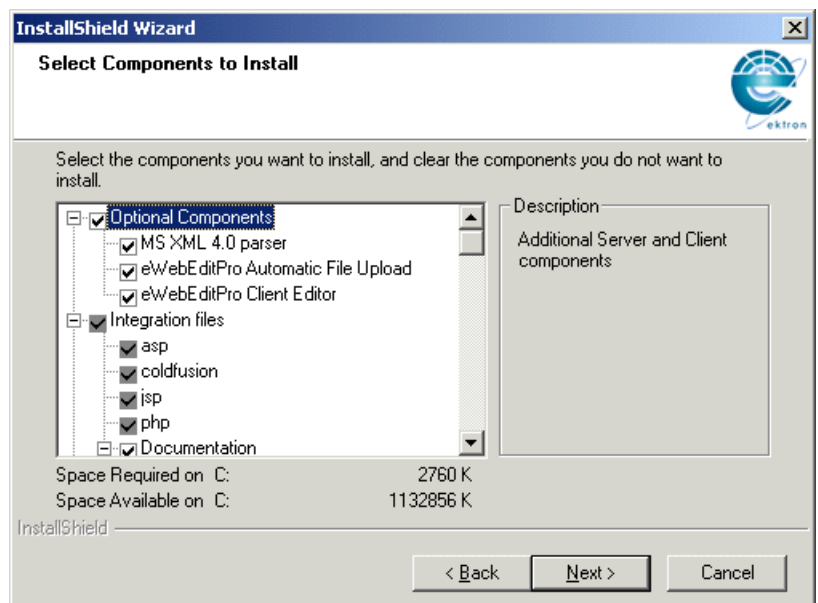 InstallShield Wizard
Select Components to Install
ektron
Select the components you want to install, and clear the components you do not want to
install.
Optional Components
MS XML 4.0 parser
eWebEditPro Automatic File Upload
eWebEditPro Client Editor
Integration files
asp
coldfusion
jsp
php
Documentation
Description
Additional Server and Client
components
Space Required on C: 2760 K
Space Available on C: 1132856 K
InstallShield
< Back
Next >
Cancel